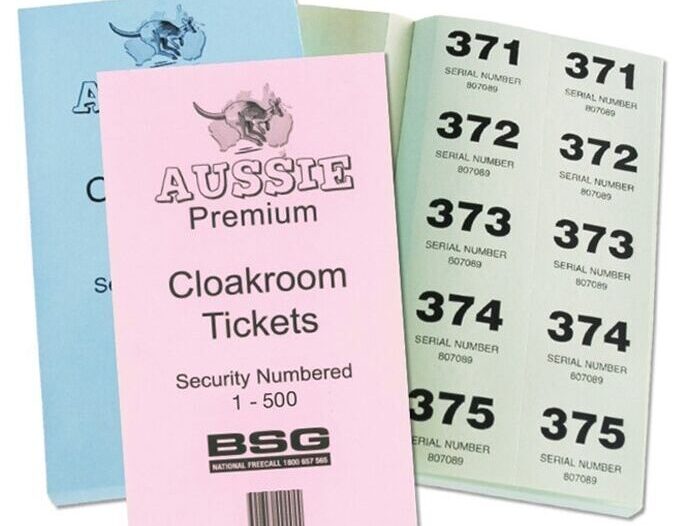 A
C
Se
AUSSIE
Premium
Cloakroom
Tickets
Security Numbered
1 - 500
BSG
NATIONAL FREECALL 1800 657 565
371 371
SERIAL NUMBER SERIAL NUMBER
807089 807089
372 372
SERIAL NUMBER SERIAL NUMBER
807089 807089
373 373
SERIAL NUMBER SERIAL NUMBER
807089 807089
374 374
SERIAL NUMBER SERIAL NUMBER
807089 807089
375 375
ERIAL NUMBER SERIAL NUMBER
807089 807089